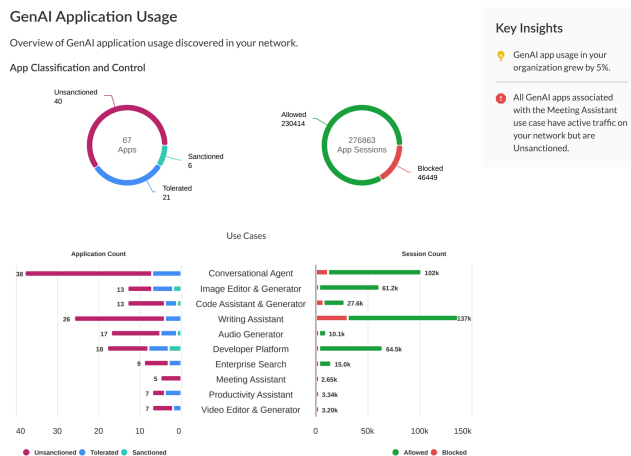 GenAI Application Usage
Overview of GenAI application usage discovered in your network.
App Classification and Control
Unsanctioned
40
67
Apps
Sanctioned
6
Tolerated
21
Allowed
230414
276863
App Sessions
Blocked
46449
Key Insights
GenAI app usage in your
organization grew by 5%.
All GenAI apps associated
with the Meeting Assistant
use case have active traffic on
your network but are
Unsanctioned.
Use Cases
Application Count
Session Count
38 Conversational Agent 102k
13 Image Editor & Generator 61.2k
13 Code Assistant & Generator 27.6k
26 Writing Assistant 137k
17 Audio Generator 10.1k
18 Developer Platform 64.5k
9 Enterprise Search 15.0k
5 Meeting Assistant 2.65k
7 Productivity Assistant 3.34k
7 Video Editor & Generator 3.20k
40 30 20 10 0
0 50k 100k 150k
Unsanctioned Tolerated Sanctioned
Allowed Blocked